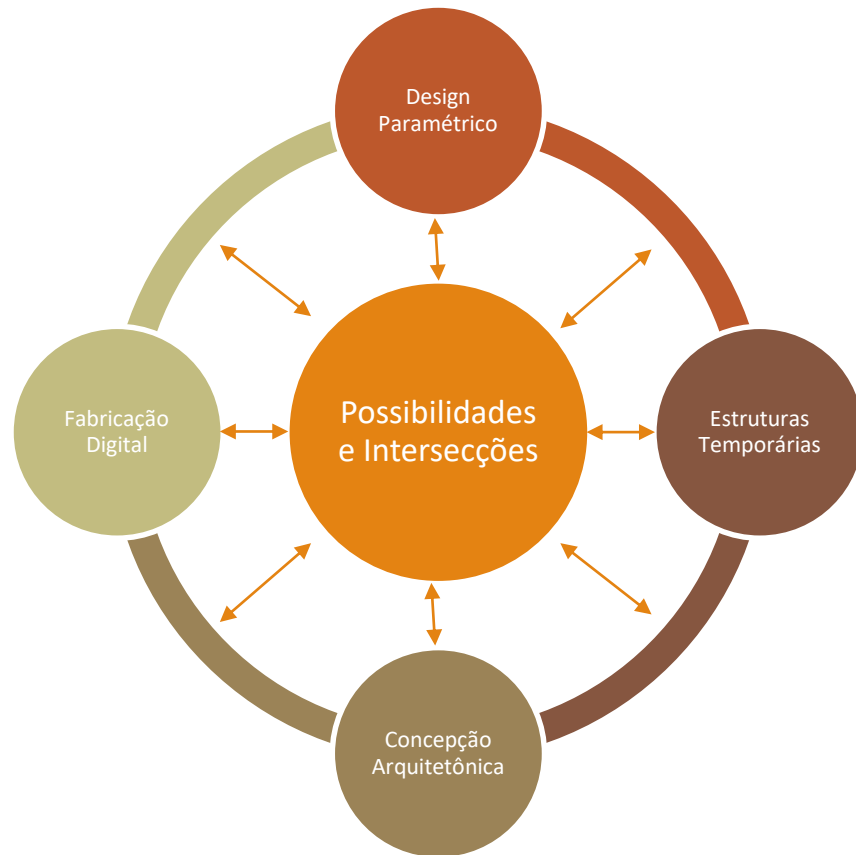 Design
Paramétrico
Possibilidades
e Intersecções
Fabricação
Digital
Estruturas
Temporárias
Concepção
Arquitetônica